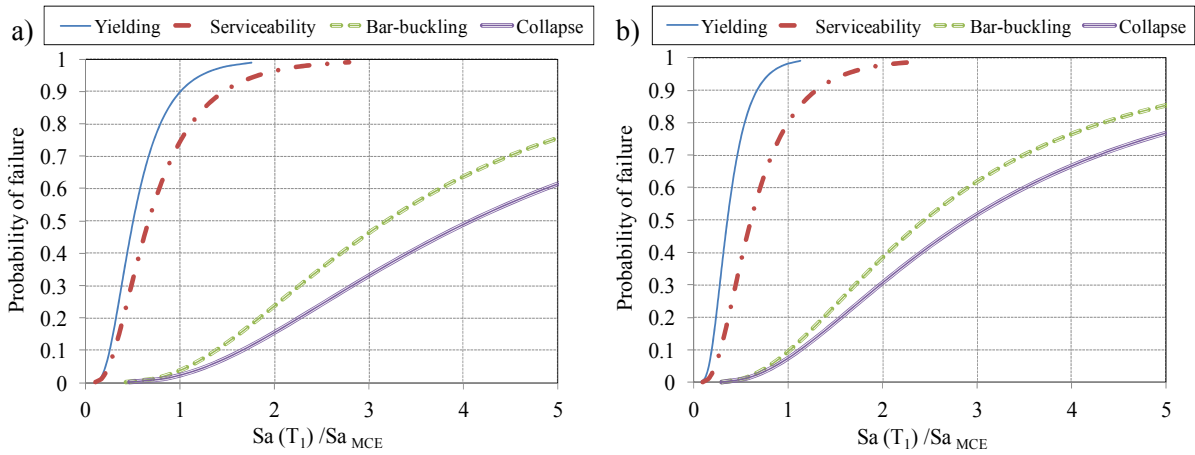 a)
Yielding Serviceability Bar-buckling Collapse
Probability of failure
1
0.9
0.8
0.7
0.6
0.5
0.4
0.3
0.2
0.1
0
0 1 2 3 4 5
Sa (T1) /Sa MCE
b)
Yielding Serviceability Bar-buckling Collapse
Probability of failure
1
0.9
0.8
0.7
0.6
0.5
0.4
0.3
0.2
0.1
0
0 1 2 3 4 5
Sa (T1) /Sa MCE